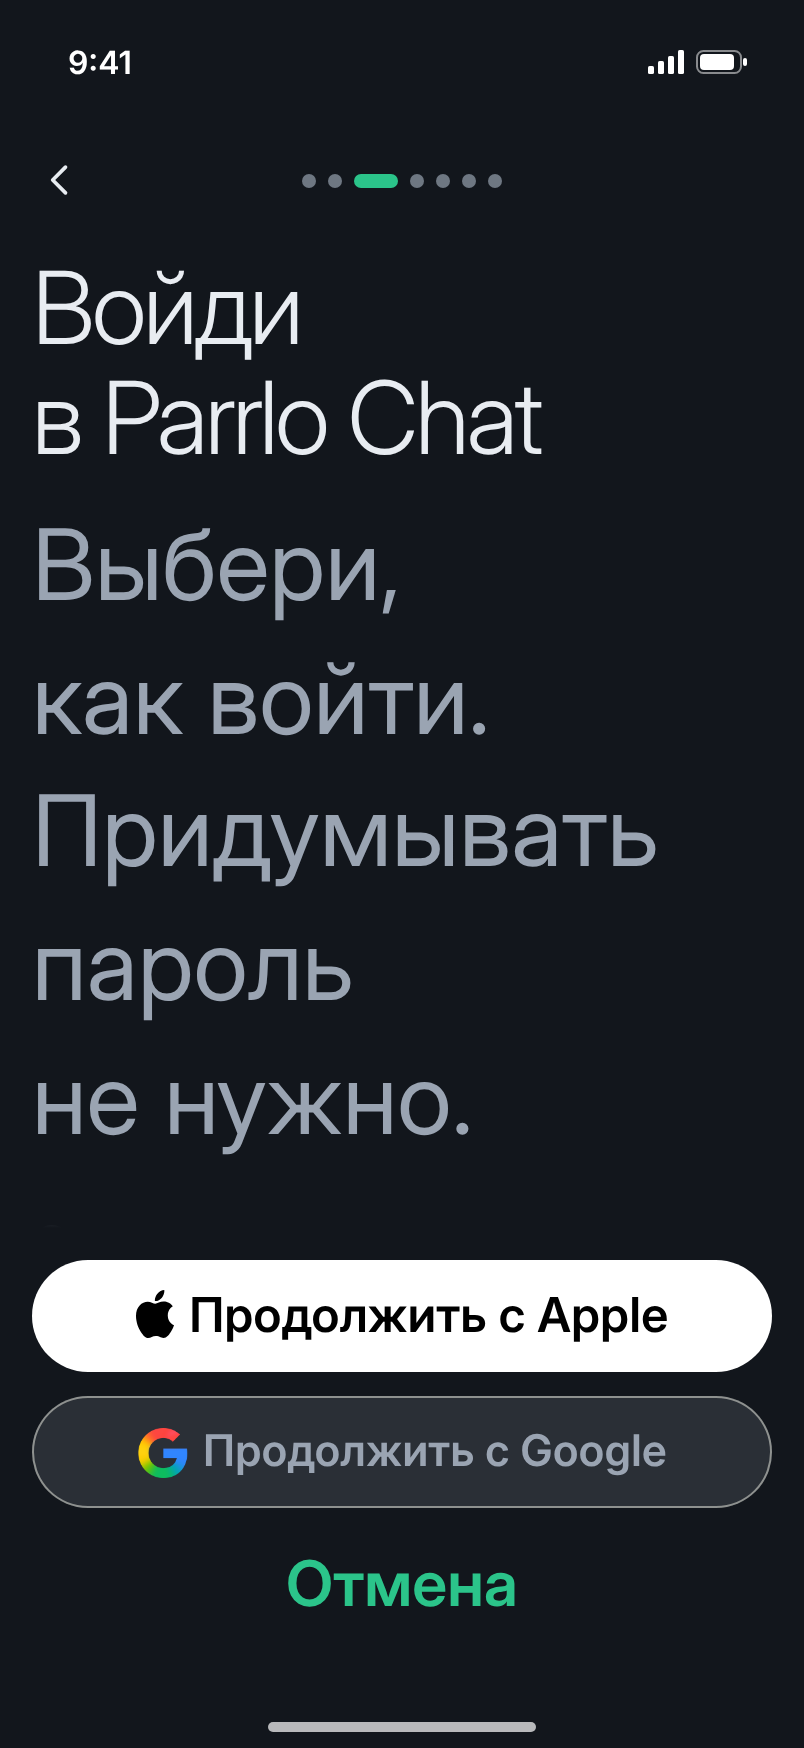 9:41
Войди
в Parrlo Chat
Выбери,
как войти.
Придумывать
пароль
не нужно.
Продолжить с Apple
Продолжить с Google
Отмена